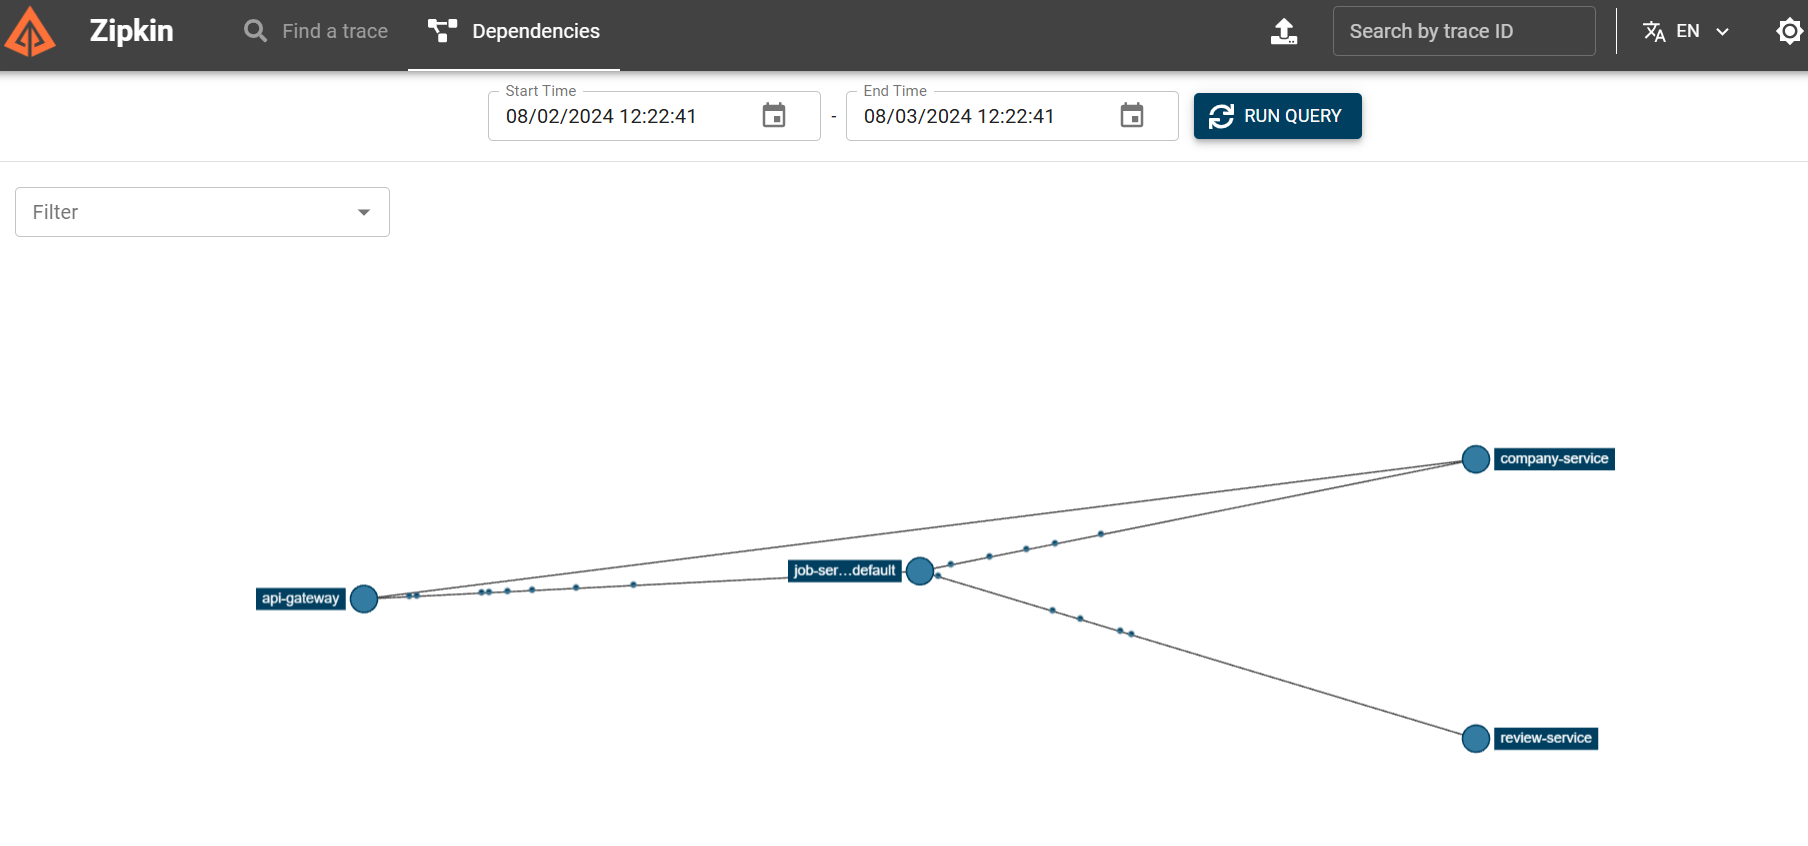 Zipkin
Find a trace
Dependencies
Search by trace ID
EN
Start Time
08/02/2024 12:22:41
-
End Time
08/03/2024 12:22:41
RUN QUERY
Filter
company-service
job-ser...default
api-gateway
review-service